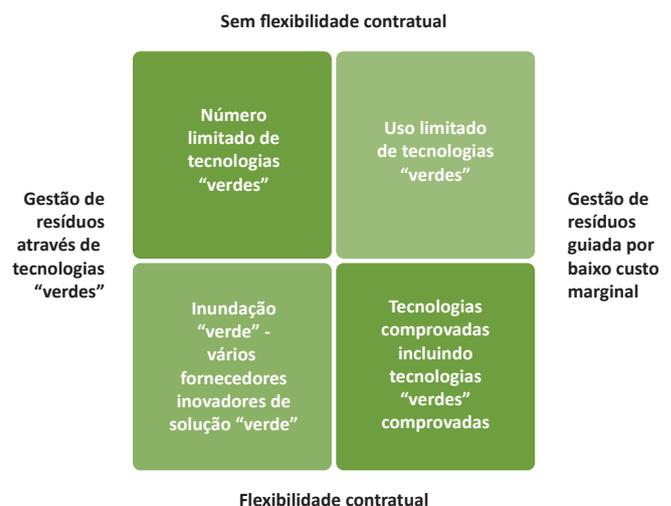 Sem flexibilidade contratual
Número
limitado de
tecnologias
“verdes”
Uso limitado
de tecnologias
“verdes”
Gestão de
resíduos
através de
tecnologias
“verdes”
Gestão de
resíduos
guiada por
baixo custo
marginal
Inundação
“verde” -
vários
fornecedores
inovadores de
solução “verde”
Tecnologias
comprovadas
incluindo
tecnologias
“verdes”
comprovadas
Flexibilidade contratual